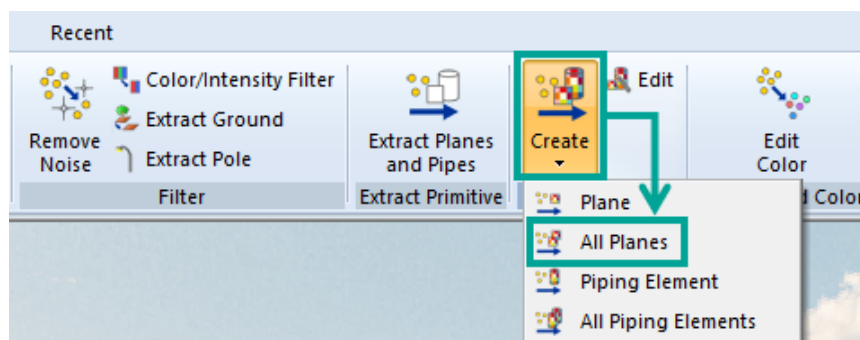 Recent
Color/Intensity Filter
Extract Ground
Extract Pole
Remove
Noise
Filter
Extract Planes
and Pipes
Extract Primitive
Create
Edit
Edit
Color
Plane
All Planes
Piping Element
All Piping Elements